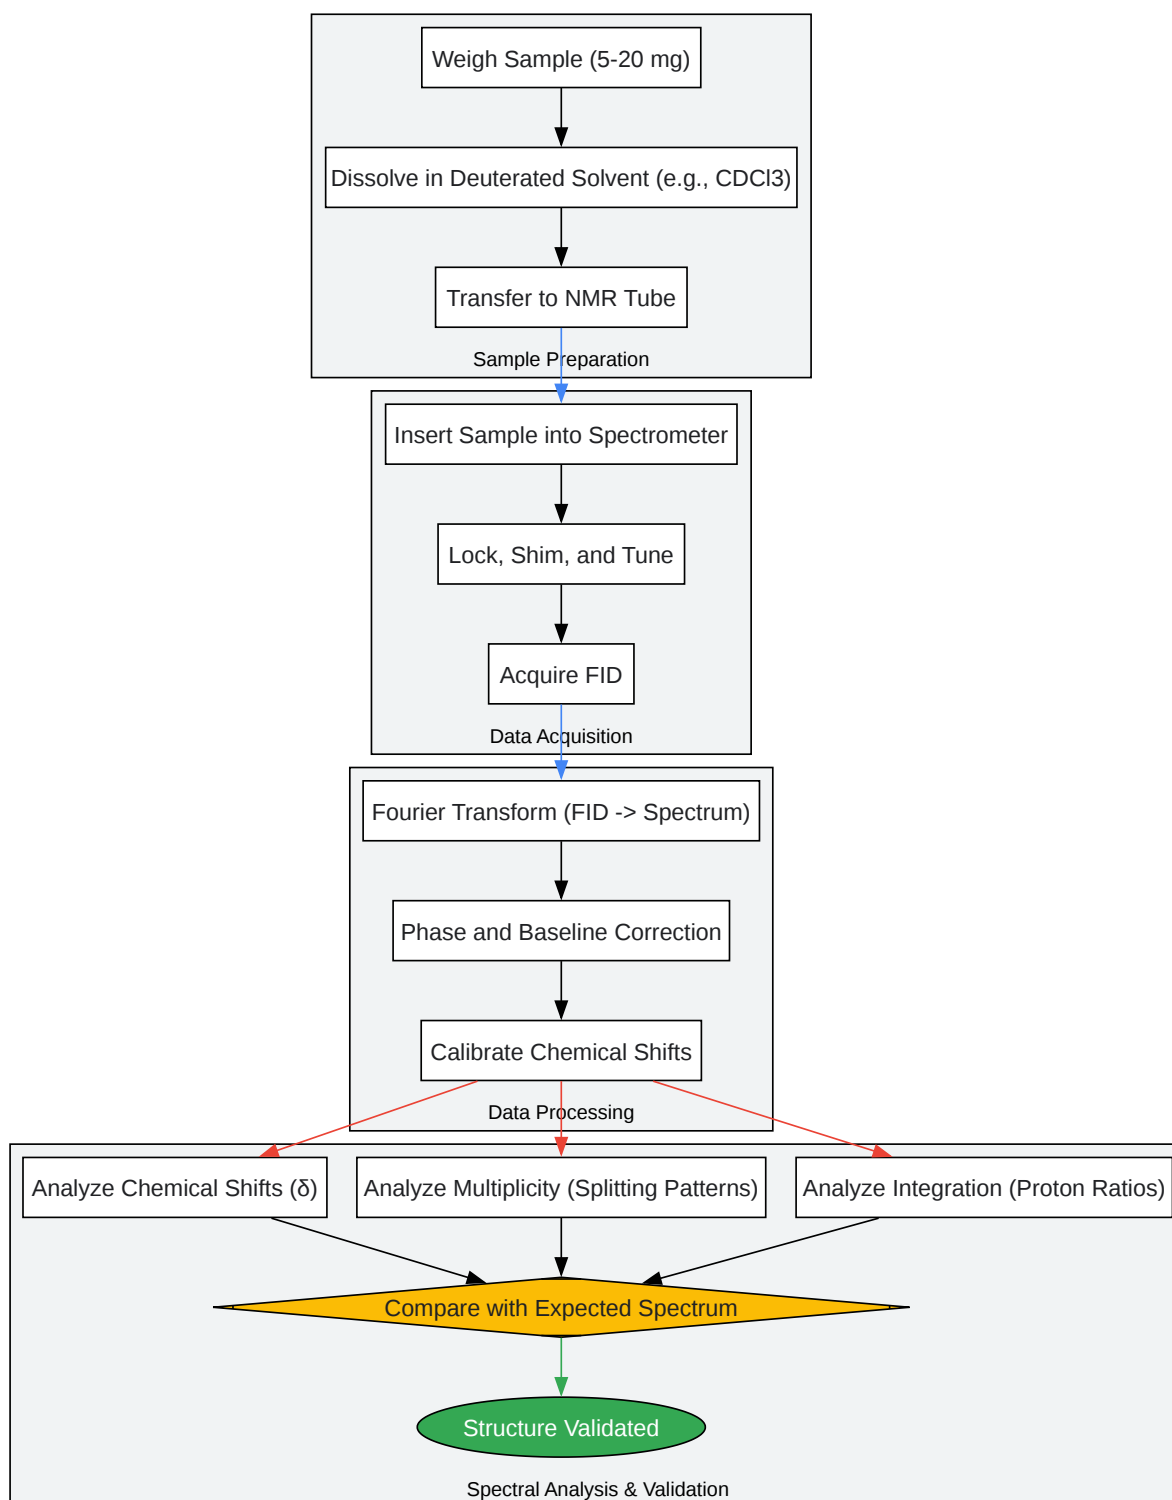 Weigh Sample (5-20 mg)
Dissolve in Deuterated Solvent (e.g., CDCl3)
Transfer to NMR Tube
Sample Preparation
Insert Sample into Spectrometer
Lock, Shim, and Tune
Acquire FID
Data Acquisition
Fourier Transform (FID -> Spectrum)
Phase and Baseline Correction
Calibrate Chemical Shifts
Data Processing
Analyze Chemical Shifts (δ)
Analyze Multiplicity (Splitting Patterns)
Analyze Integration (Proton Ratios)
Compare with Expected Spectrum
Structure Validated
Spectral Analysis & Validation